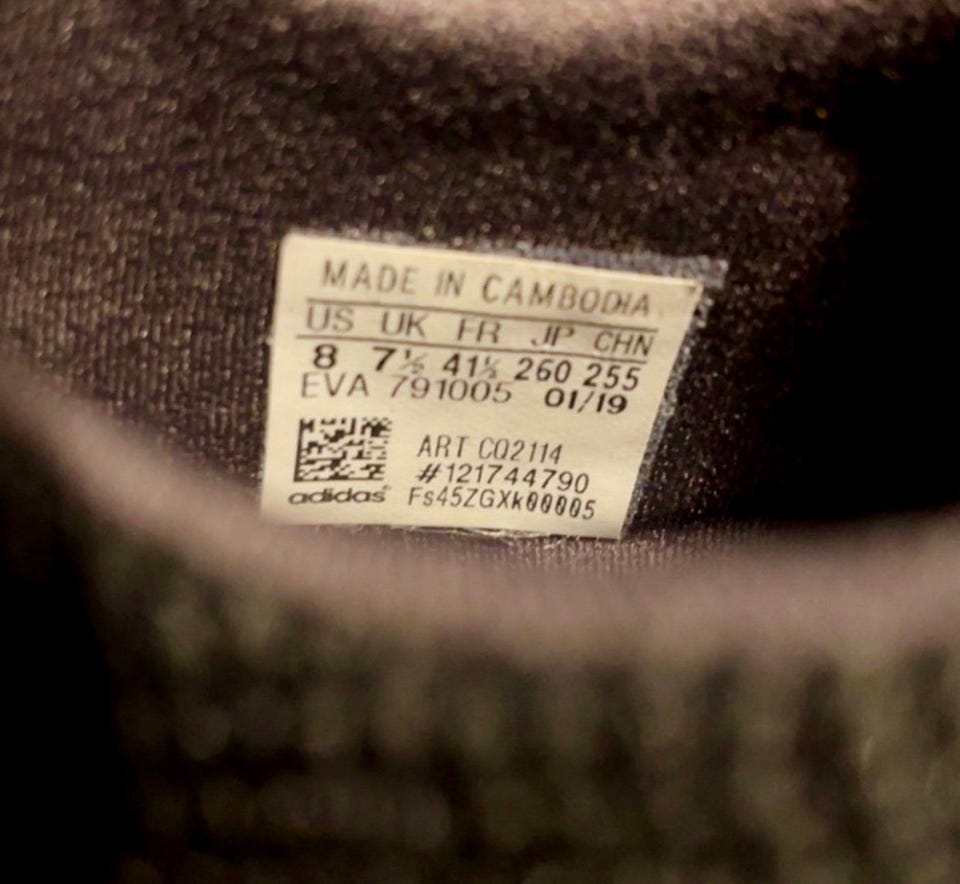 MADE IN CAMBODIA
US UK FR JP CHN
8 7½ 41⅓ 260 255
EVA 791005 01/19
ART CQ2114
#121744790
adidas Fs45ZGXk00005